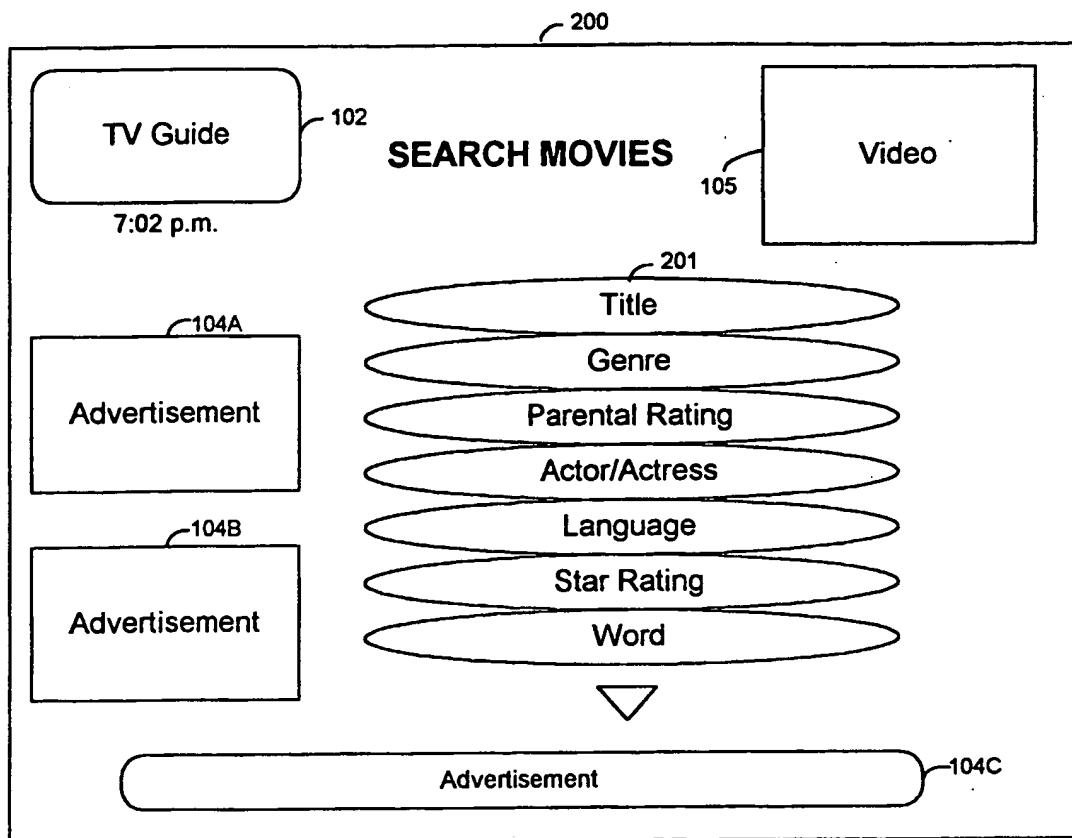 200
TV Guide
102
SEARCH MOVIES
Video
105
7:02 p.m.
201
Title
Genre
Parental Rating
Actor/Actress
Language
Star Rating
Word
104A
Advertisement
104B
Advertisement
Advertisement
104C